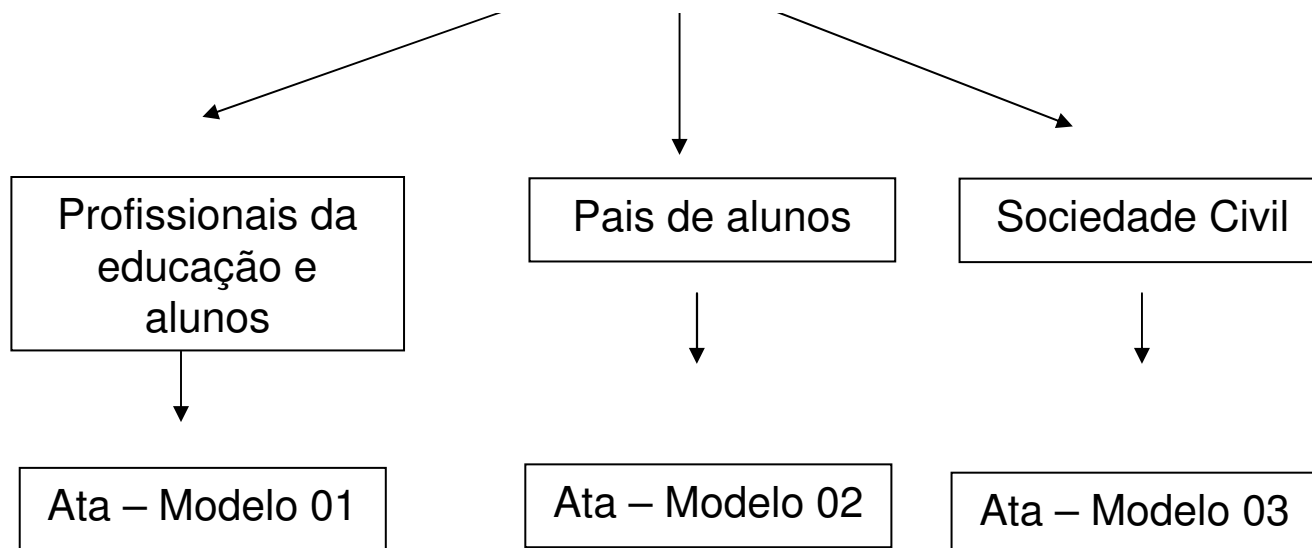 Profissionais da
educação e
alunos
Pais de alunos
Sociedade Civil
Ata – Modelo 01
Ata – Modelo 02
Ata – Modelo 03